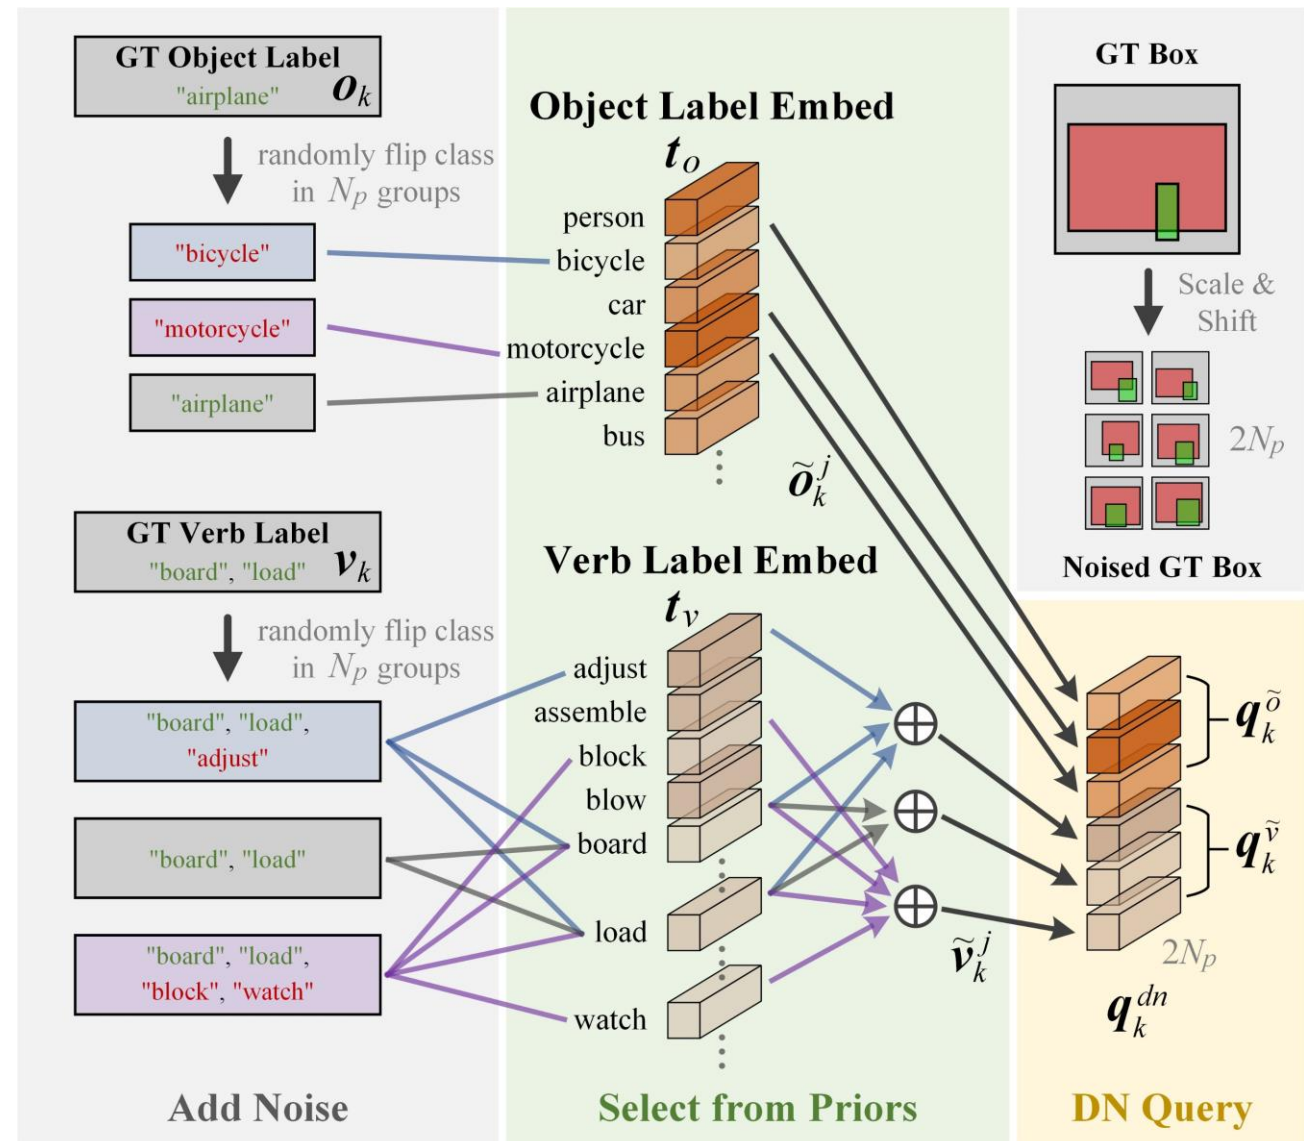 GT Object Label
"airplane"
o_k
randomly flip class
in N_p groups
"bicycle"
"motorcycle"
"airplane"
GT Verb Label
"board", "load"
v_k
randomly flip class
in N_p groups
"board", "load",
"adjust"
"board", "load"
"board", "load",
"block", "watch"
Add Noise
Object Label Embed
t_o
person
bicycle
car
motorcycle
airplane
bus
õ_k^j
Verb Label Embed
t_v
adjust
assemble
block
blow
board
load
watch
ṽ_k^j
Select from Priors
GT Box
Scale &
Shift
2N_p
Noised GT Box
q_k^õ
q_k^ṽ
2N_p
q_k^{dn}
DN Query